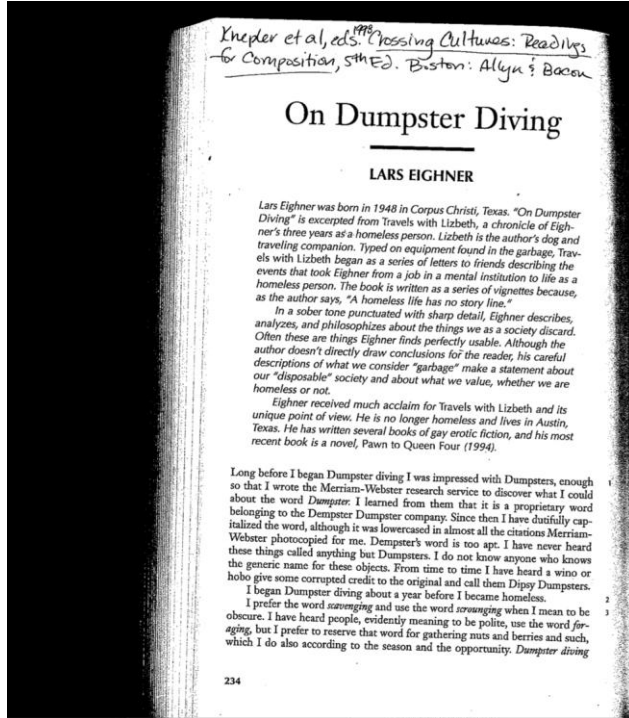 Knepler et al, eds. 1998 Crossing Cultures: Readings
for Composition, 5th Ed. Boston: Allyn & Bacon
On Dumpster Diving
LARS EIGHNER
Lars Eighner was born in 1948 in Corpus Christi, Texas. "On Dumpster
Diving" is excerpted from Travels with Lizbeth, a chronicle of Eigh-
ner's three years as a homeless person. Lizbeth is the author's dog and
traveling companion. Typed on equipment found in the garbage, Trav-
els with Lizbeth began as a series of letters to friends describing the
events that took Eighner from a job in a mental institution to life as a
homeless person. The book is written as a series of vignettes because,
as the author says, "A homeless life has no story line."
In a sober tone punctuated with sharp detail, Eighner describes,
analyzes, and philosophizes about the things we as a society discard.
Often these are things Eighner finds perfectly usable. Although the
author doesn't directly draw conclusions for the reader, his careful
descriptions of what we consider "garbage" make a statement about
our "disposable" society and about what we value, whether we are
homeless or not.
Eighner received much acclaim for Travels with Lizbeth and its
unique point of view. He is no longer homeless and lives in Austin,
Texas. He has written several books of gay erotic fiction, and his most
recent book is a novel, Pawn to Queen Four (1994).
Long before I began Dumpster diving I was impressed with Dumpsters, enough 1
so that I wrote the Merriam-Webster research service to discover what I could
about the word Dumpster. I learned from them that it is a proprietary word
belonging to the Dempster Dumpster company. Since then I have dutifully cap-
italized the word, although it was lowercased in almost all the citations Merriam-
Webster photocopied for me. Dempster's word is too apt. I have never heard
these things called anything but Dumpsters. I do not know anyone who knows
the generic name for these objects. From time to time I have heard a wino or
hobo give some corrupted credit to the original and call them Dipsy Dumpsters.
I began Dumpster diving about a year before I became homeless. 2
I prefer the word scavenging and use the word scrounging when I mean to be 3
obscure. I have heard people, evidently meaning to be polite, use the word for-
aging, but I prefer to reserve that word for gathering nuts and berries and such,
which I do also according to the season and the opportunity. Dumpster diving
234